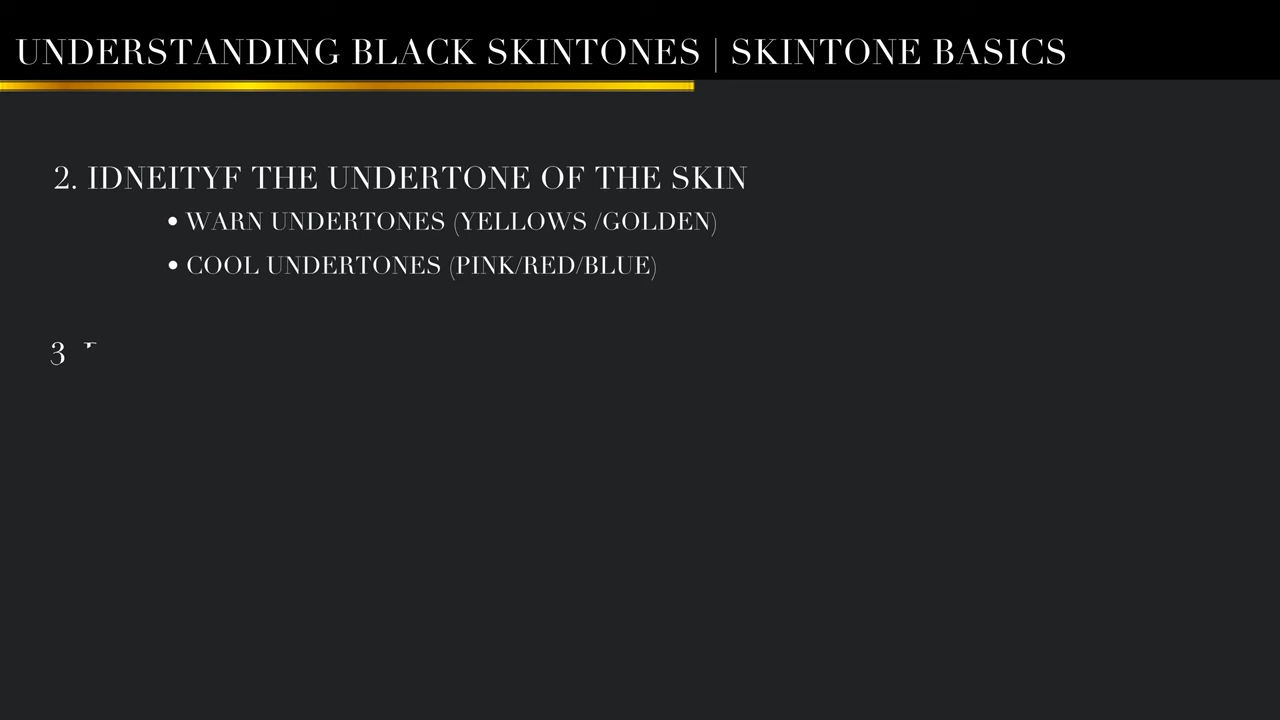 UNDERSTANDING BLACK SKINTONES | SKINTONE BASICS
2. IDNEITYF THE UNDERTONE OF THE SKIN
• WARN UNDERTONES (YELLOWS /GOLDEN)
• COOL UNDERTONES (PINK/RED/BLUE)
3